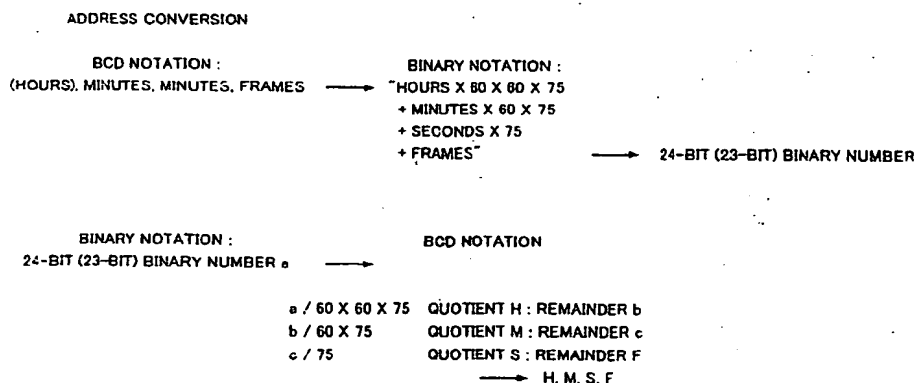 ADDRESS CONVERSION
BCD NOTATION :
(HOURS), MINUTES, MINUTES, FRAMES
BINARY NOTATION :
"HOURS X 60 X 60 X 75
+ MINUTES X 60 X 75
+ SECONDS X 75
+ FRAMES"
24-BIT (23-BIT) BINARY NUMBER
BINARY NOTATION :
24-BIT (23-BIT) BINARY NUMBER a
BCD NOTATION
a / 60 X 60 X 75 QUOTIENT H : REMAINDER b
b / 60 X 75 QUOTIENT M : REMAINDER c
c / 75 QUOTIENT S : REMAINDER F
H, M, S, F